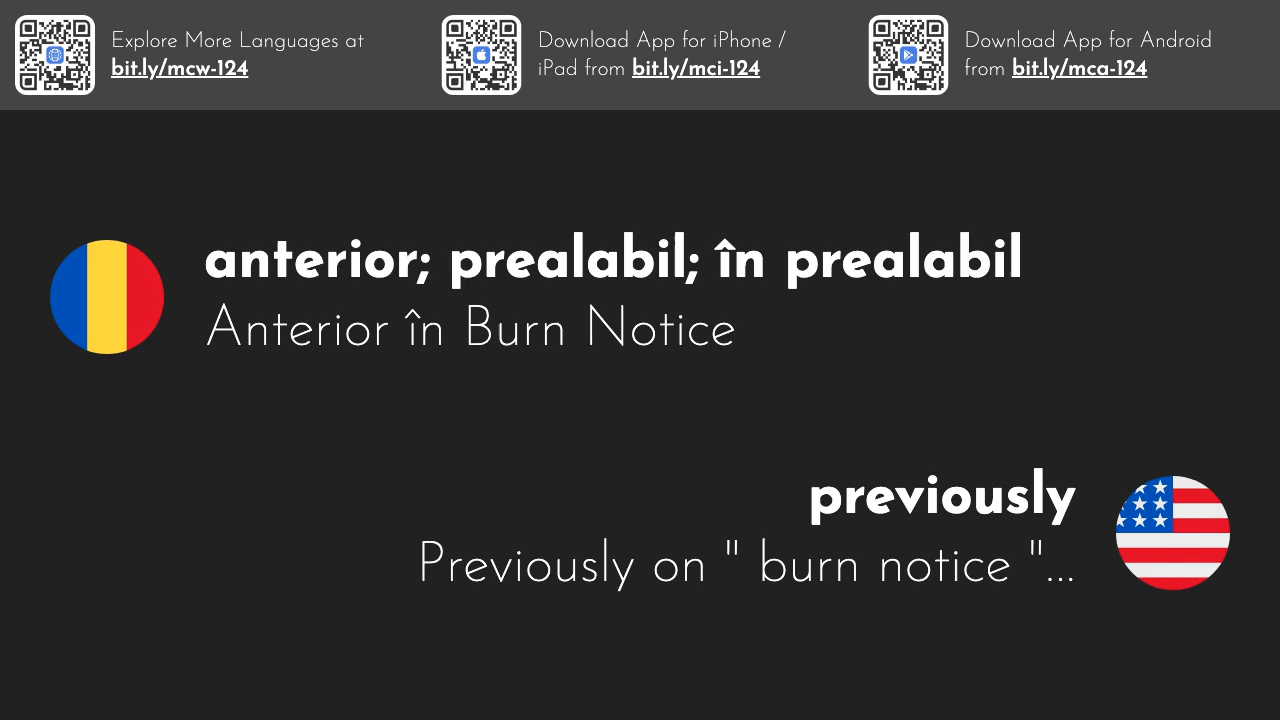 Explore More Languages at
bit.ly/mcw-124
Download App for iPhone /
iPad from bit.ly/mci-124
Download App for Android
from bit.ly/mca-124
anterior; prealabil; în prealabil
Anterior în Burn Notice
previously
Previously on " burn notice "...